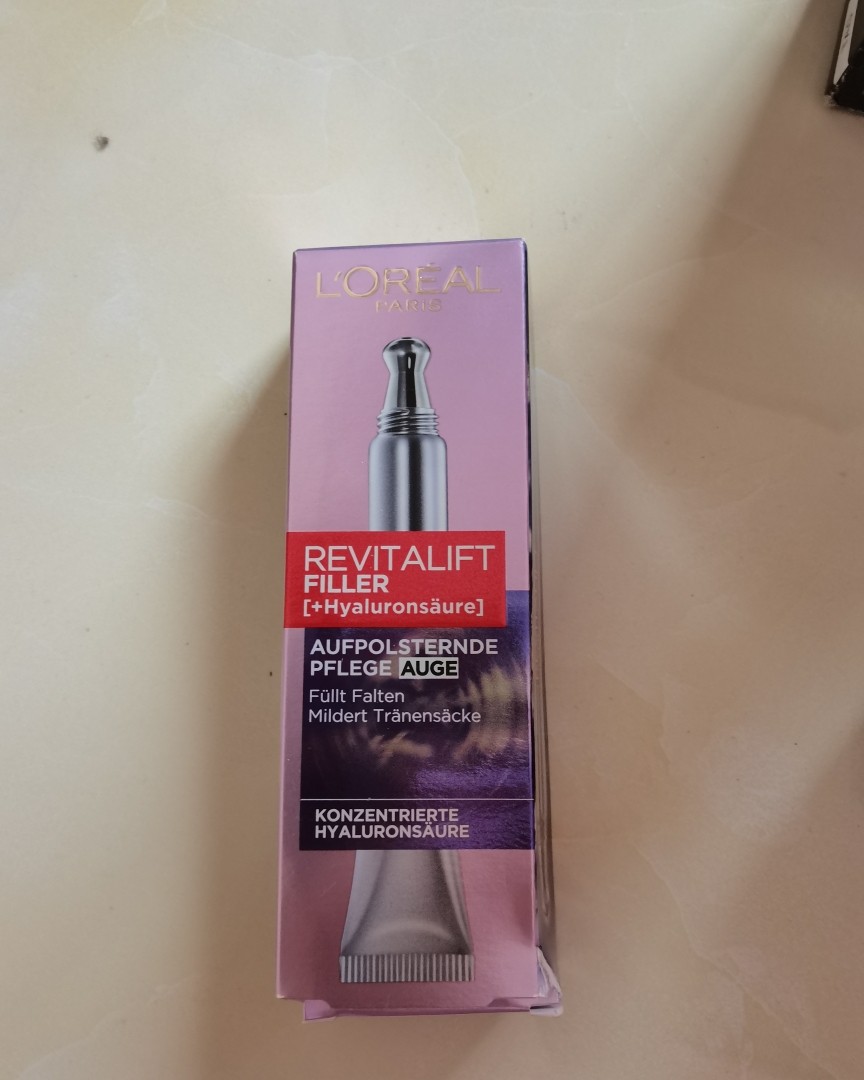 L'ORÉAL
PARIS
REVITALIFT
FILLER
[+Hyaluronsäure]
AUFPOLSTERNDE
PFLEGE AUGE
Füllt Falten
Mildert Tränensäcke
KONZENTRIERTE
HYALURONSÄURE